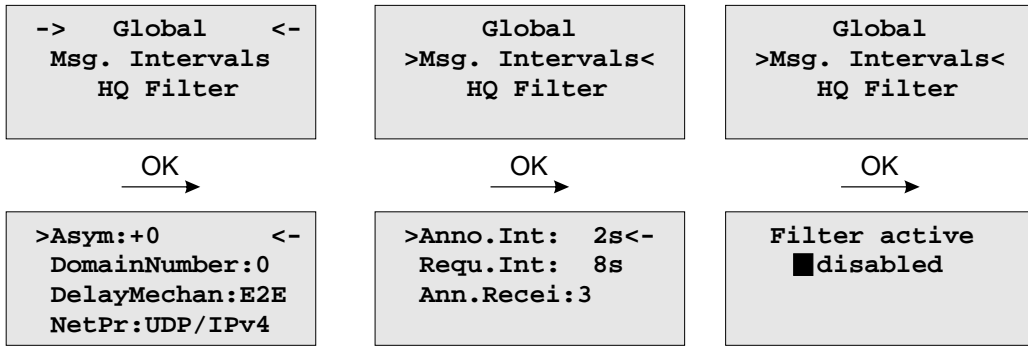 -> Global <-
Msg. Intervals
HQ Filter
OK
>Asym:+0 <-
DomainNumber:0
DelayMechan:E2E
NetPr:UDP/IPv4
Global
>Msg. Intervals<
HQ Filter
OK
>Anno.Int: 2s<-
Requ.Int: 8s
Ann.Recei:3
Global
>Msg. Intervals<
HQ Filter
OK
Filter active
disabled